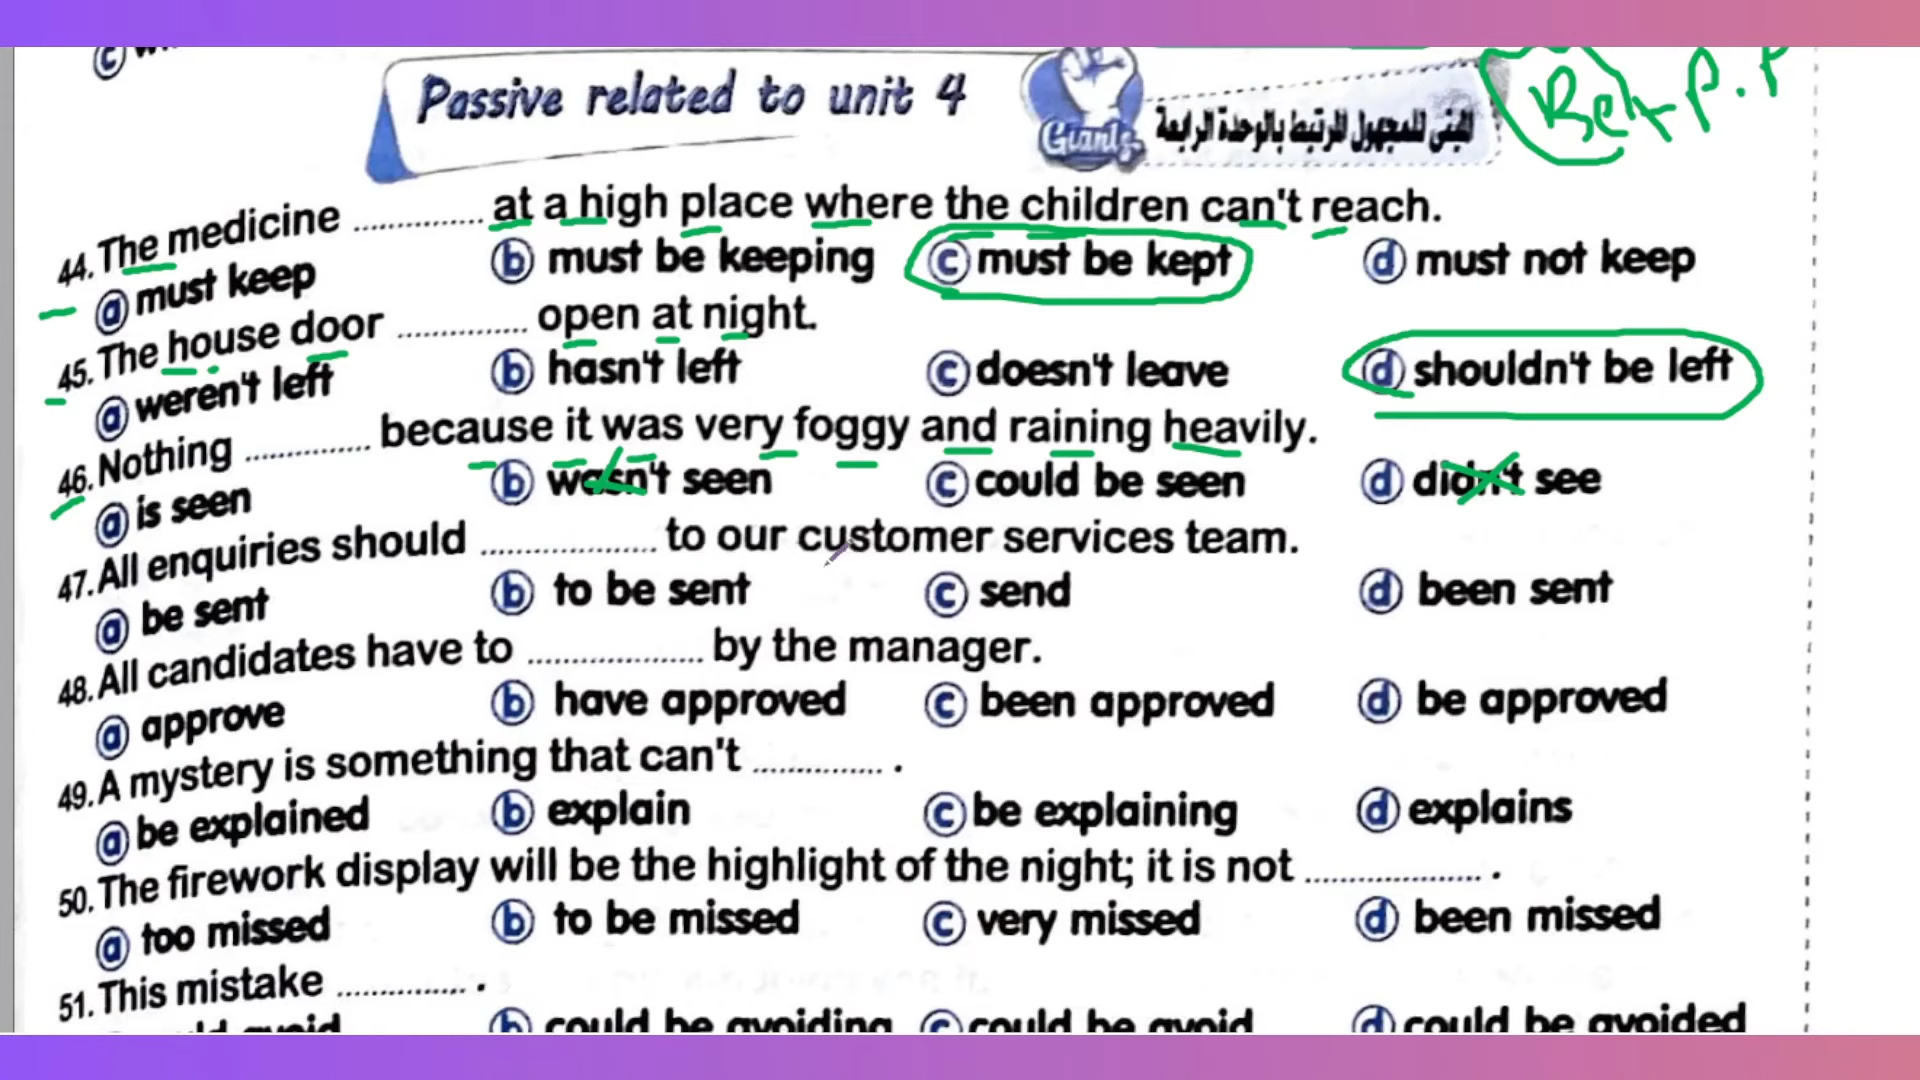 Passive related to unit 4
Giants
المبنى للمجهول المرتبط بالوحدة الرابعة
Be + P.P
44. The medicine ............. at a high place where the children can't reach.
a must keep b must be keeping c must be kept d must not keep
45. The house door ............. open at night.
a weren't left b hasn't left c doesn't leave d shouldn't be left
46. Nothing ............. because it was very foggy and raining heavily.
a is seen b wasn't seen c could be seen d didn't see
47. All enquiries should ................. to our customer services team.
a be sent b to be sent c send d been sent
48. All candidates have to ................. by the manager.
a approve b have approved c been approved d be approved
49. A mystery is something that can't ............. .
a be explained b explain c be explaining d explains
50. The firework display will be the highlight of the night; it is not ................. .
a too missed b to be missed c very missed d been missed
51. This mistake ............. .
avoid b could be avoiding c could be avoid d could be avoided